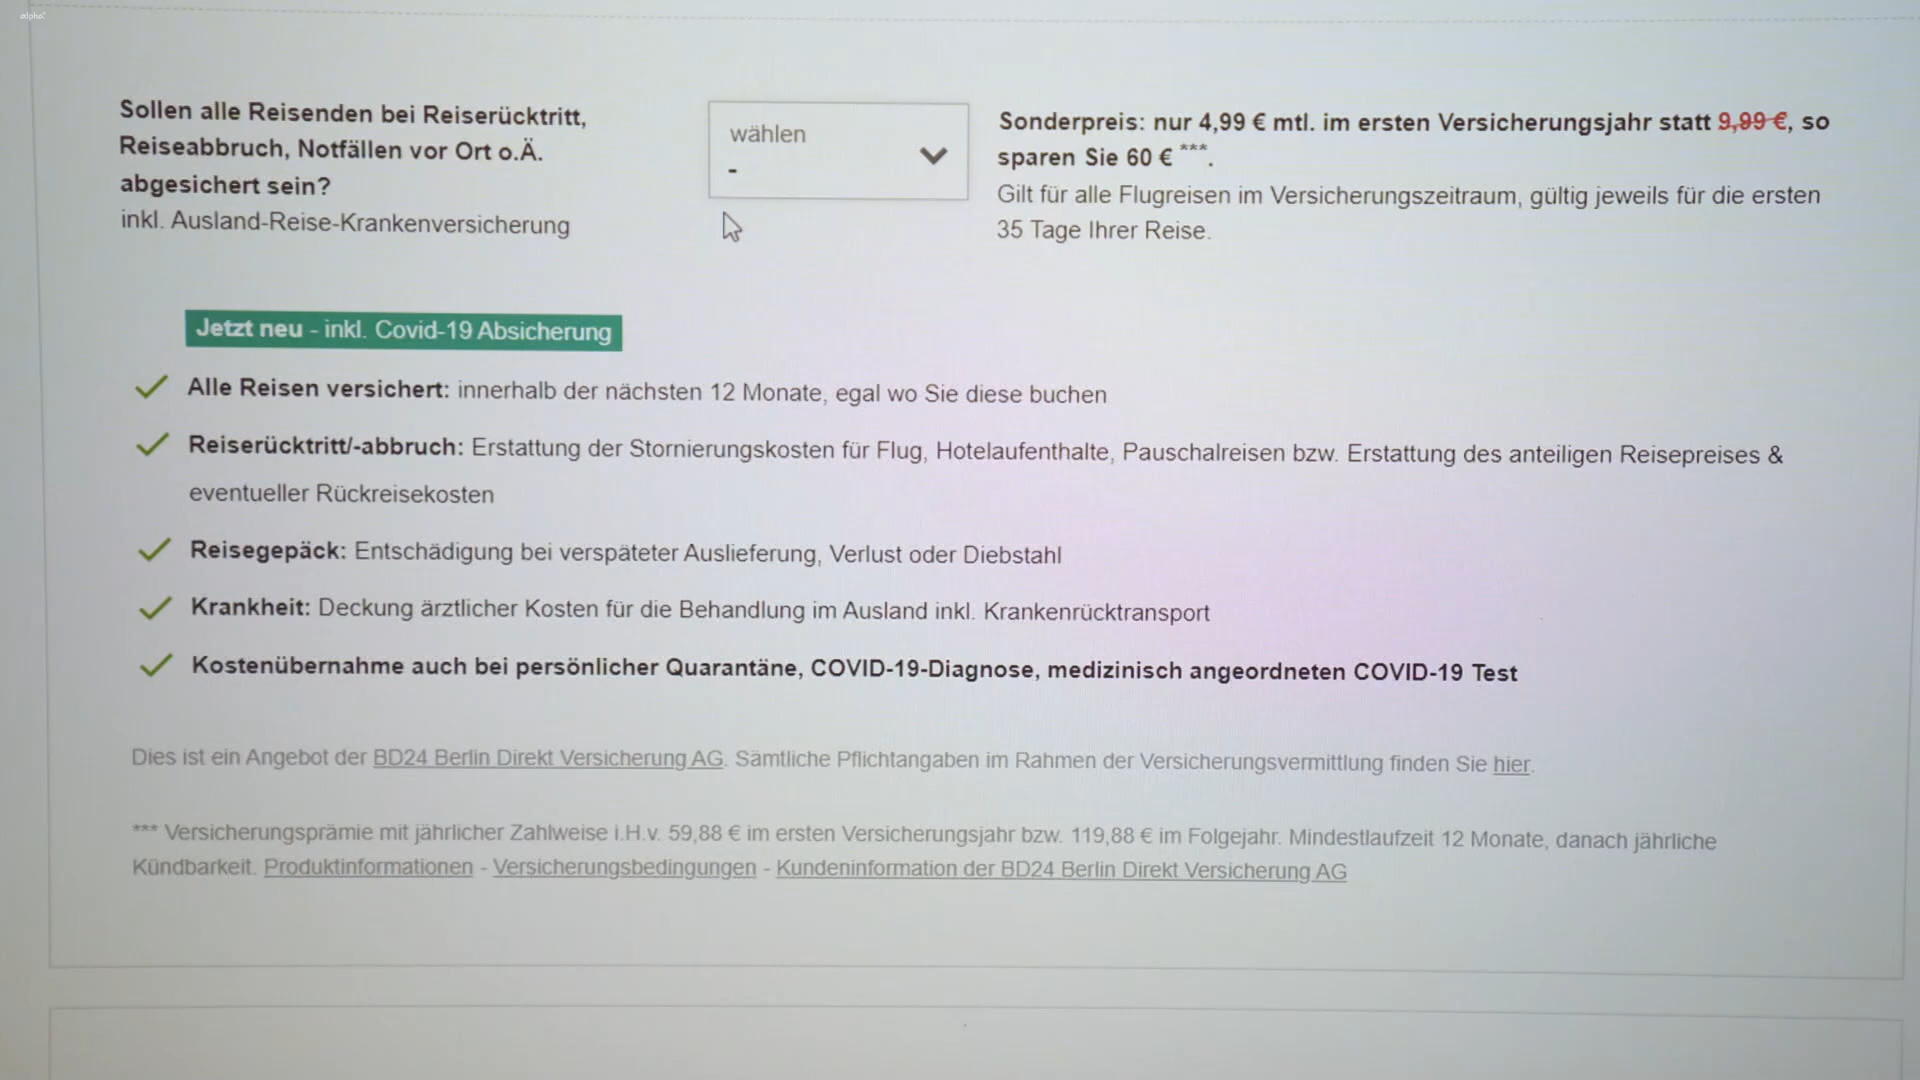 alpha
Sollen alle Reisenden bei Reiserücktritt,
Reiseabbruch, Notfällen vor Ort o.Ä.
abgesichert sein?
inkl. Ausland-Reise-Krankenversicherung
wählen
-
Sonderpreis: nur 4,99 € mtl. im ersten Versicherungsjahr statt 9,99 €, so
sparen Sie 60 € ***.
Gilt für alle Flugreisen im Versicherungszeitraum, gültig jeweils für die ersten
35 Tage Ihrer Reise.
Jetzt neu - inkl. Covid-19 Absicherung
Alle Reisen versichert: innerhalb der nächsten 12 Monate, egal wo Sie diese buchen
Reiserücktritt/-abbruch: Erstattung der Stornierungskosten für Flug, Hotelaufenthalte, Pauschalreisen bzw. Erstattung des anteiligen Reisepreises &
eventueller Rückreisekosten
Reisegepäck: Entschädigung bei verspäteter Auslieferung, Verlust oder Diebstahl
Krankheit: Deckung ärztlicher Kosten für die Behandlung im Ausland inkl. Krankenrücktransport
Kostenübernahme auch bei persönlicher Quarantäne, COVID-19-Diagnose, medizinisch angeordneten COVID-19 Test
Dies ist ein Angebot der BD24 Berlin Direkt Versicherung AG. Sämtliche Pflichtangaben im Rahmen der Versicherungsvermittlung finden Sie hier.
*** Versicherungsprämie mit jährlicher Zahlweise i.H.v. 59,88 € im ersten Versicherungsjahr bzw. 119,88 € im Folgejahr. Mindestlaufzeit 12 Monate, danach jährliche
Kündbarkeit. Produktinformationen - Versicherungsbedingungen - Kundeninformation der BD24 Berlin Direkt Versicherung AG